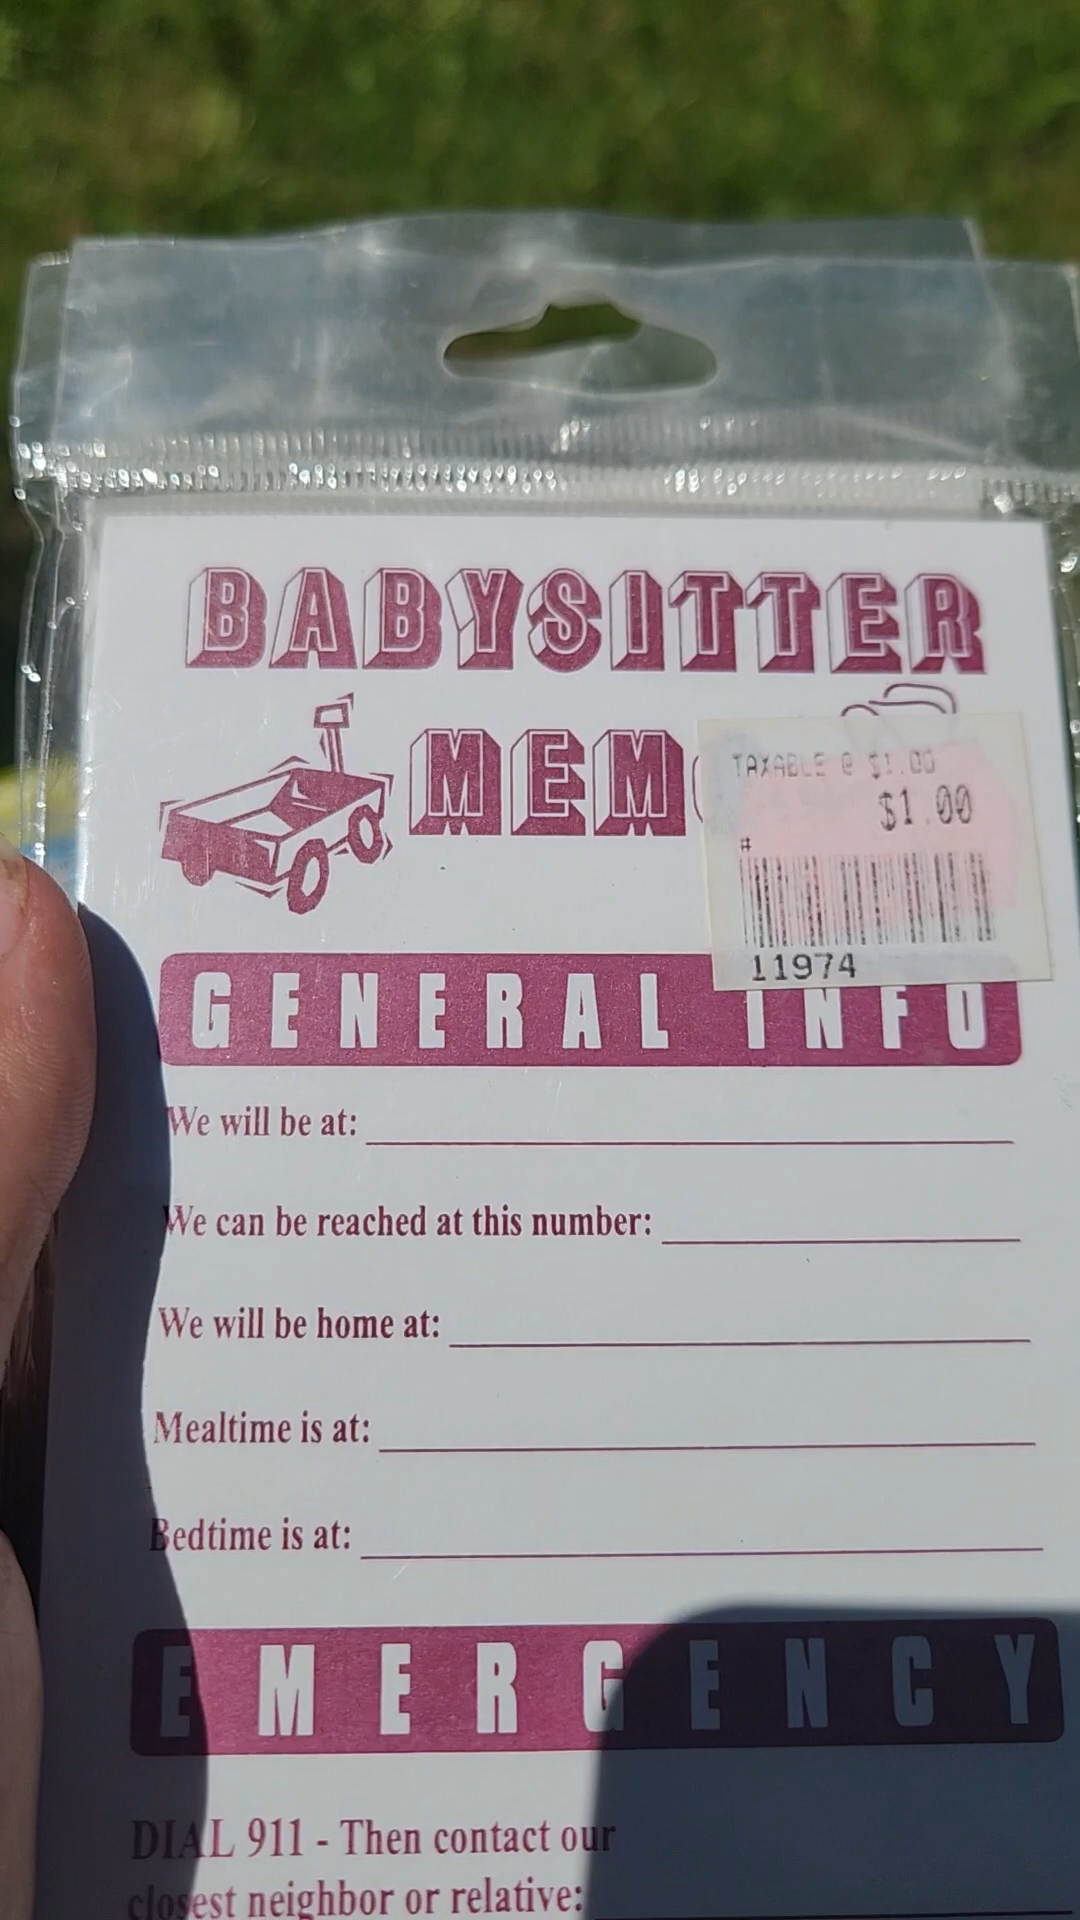 BABYSITTER
MEM
TAXABLE @ $1.00
$1.00
#
11974
GENERAL INFO
We will be at:
We can be reached at this number:
We will be home at:
Mealtime is at:
Bedtime is at:
EMERGENCY
DIAL 911 - Then contact our
closest neighbor or relative: